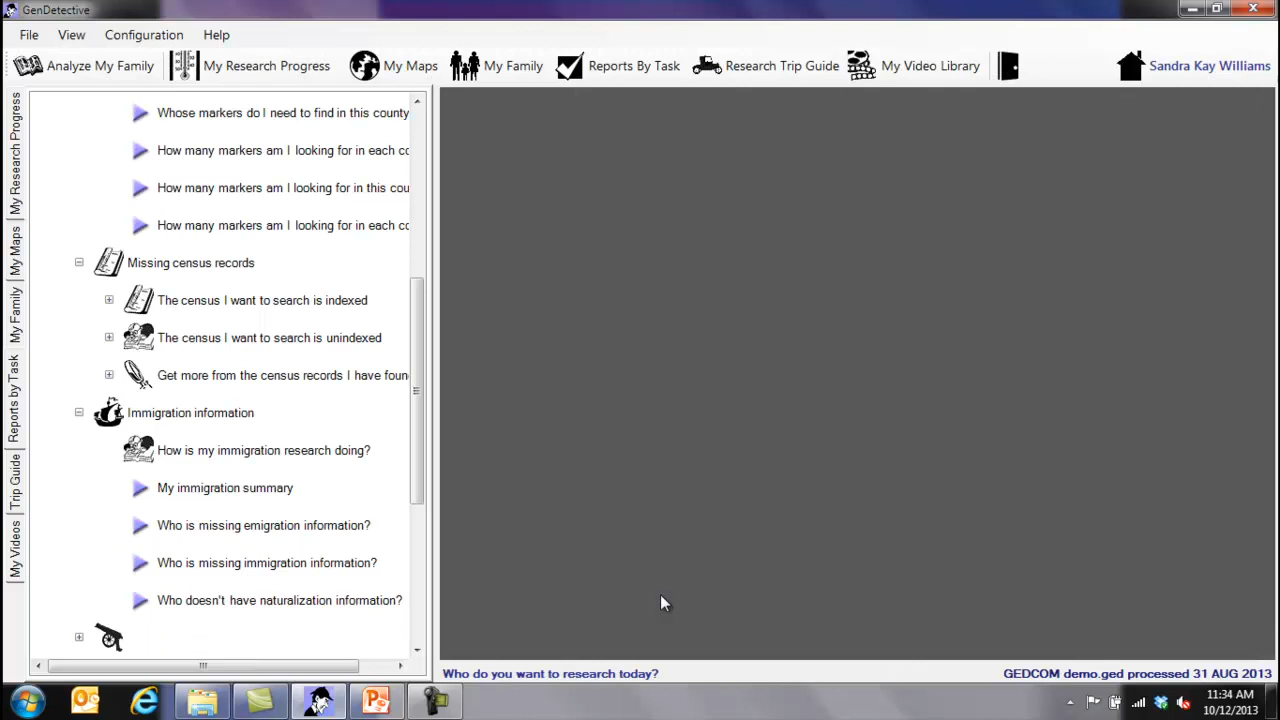 GenDetective
File View Configuration Help
Analyze My Family My Research Progress My Maps My Family Reports By Task Research Trip Guide My Video Library Sandra Kay Williams
My Research Progress
My Maps
My Family
Reports by Task
Trip Guide
My Videos
Whose markers do I need to find in this county
How many markers am I looking for in each co
How many markers am I looking for in this cou
How many markers am I looking for in each co
Missing census records
The census I want to search is indexed
The census I want to search is unindexed
Get more from the census records I have foun
Immigration information
How is my immigration research doing?
My immigration summary
Who is missing emigration information?
Who is missing immigration information?
Who doesn't have naturalization information?
Who do you want to research today? GEDCOM demo.ged processed 31 AUG 2013
11:34 AM
10/12/2013